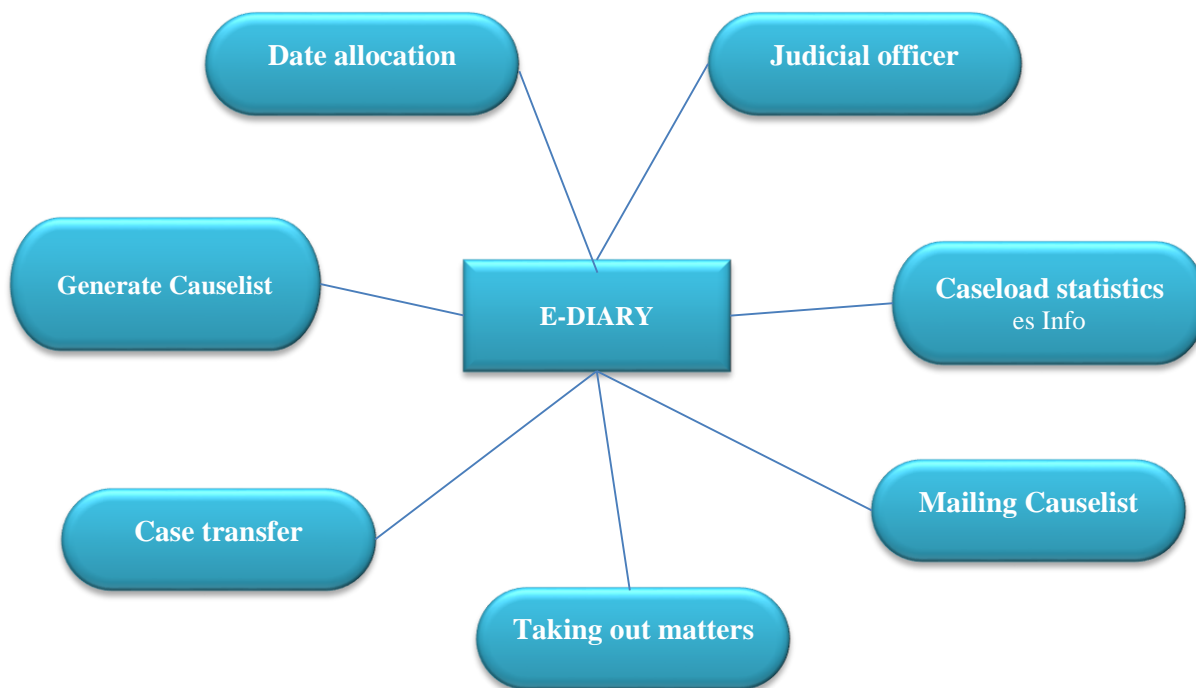 Date allocation
Judicial officer
Generate Causelist
E-DIARY
Caseload statistics
es Info
Case transfer
Mailing Causelist
Taking out matters